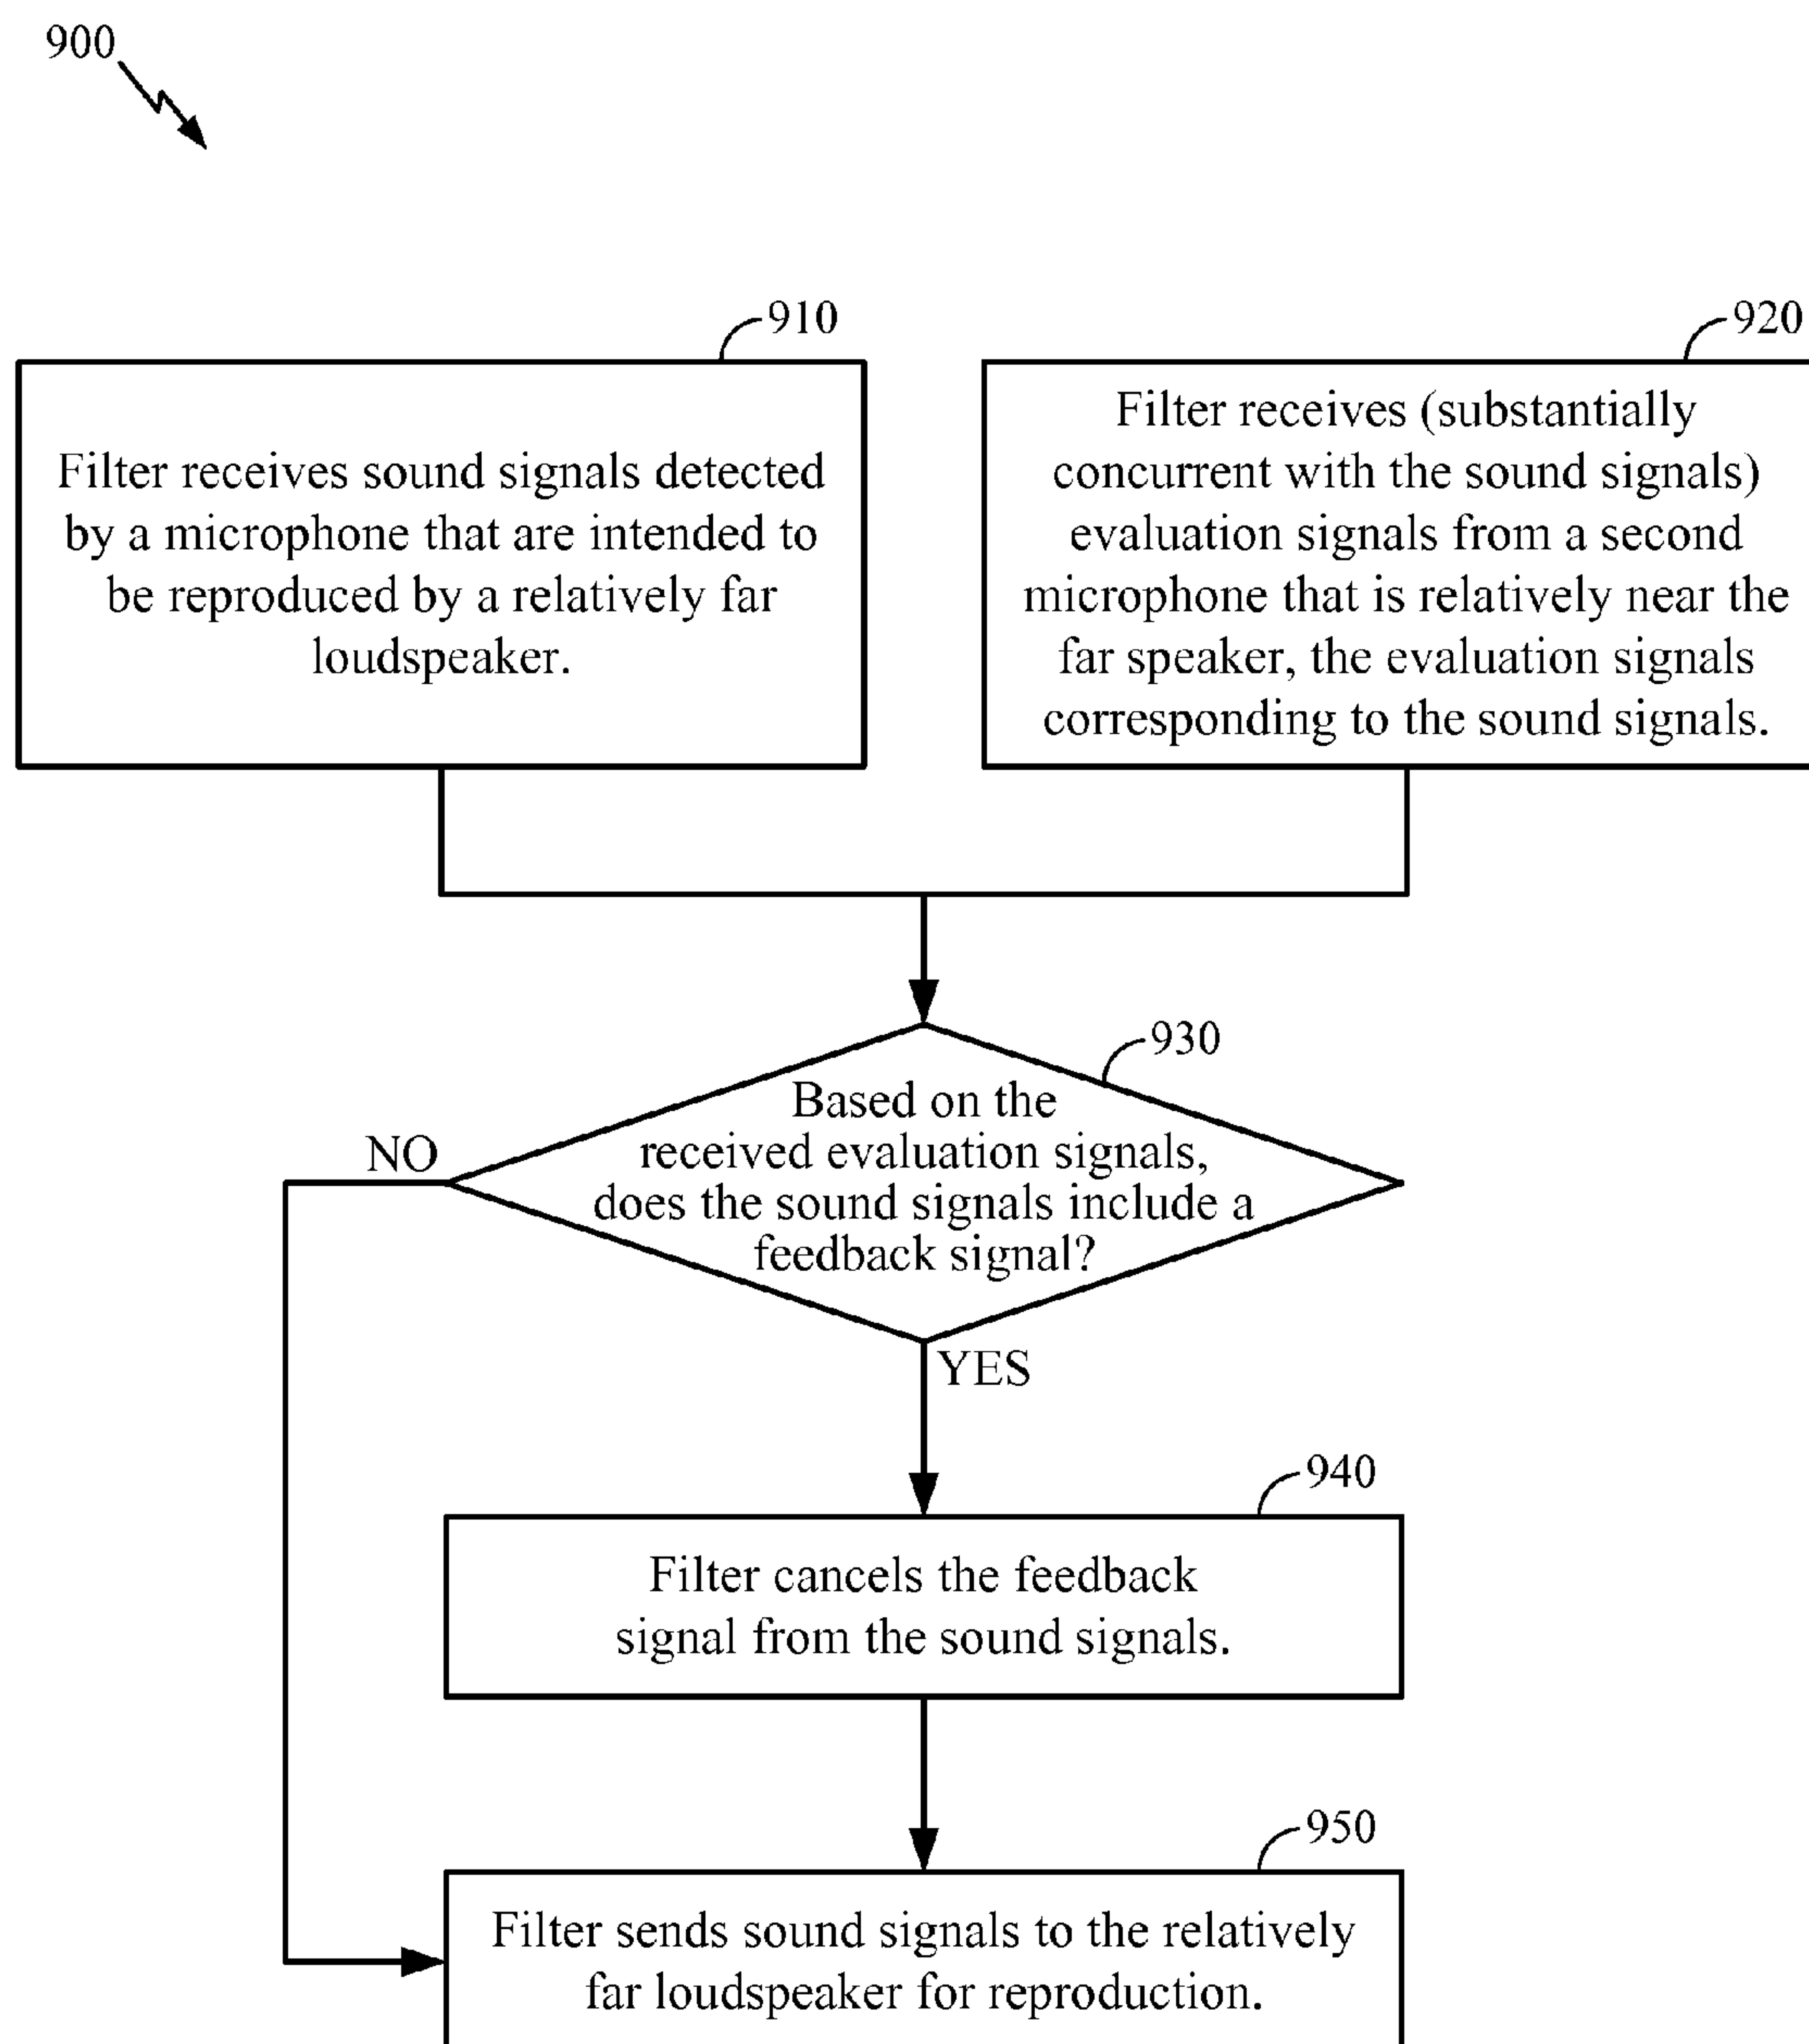 900
910
Filter receives sound signals detected
by a microphone that are intended to
be reproduced by a relatively far
loudspeaker.
920
Filter receives (substantially
concurrent with the sound signals)
evaluation signals from a second
microphone that is relatively near the
far speaker, the evaluation signals
corresponding to the sound signals.
930
Based on the
received evaluation signals,
does the sound signals include a
feedback signal?
NO
YES
940
Filter cancels the feedback
signal from the sound signals.
950
Filter sends sound signals to the relatively
far loudspeaker for reproduction.